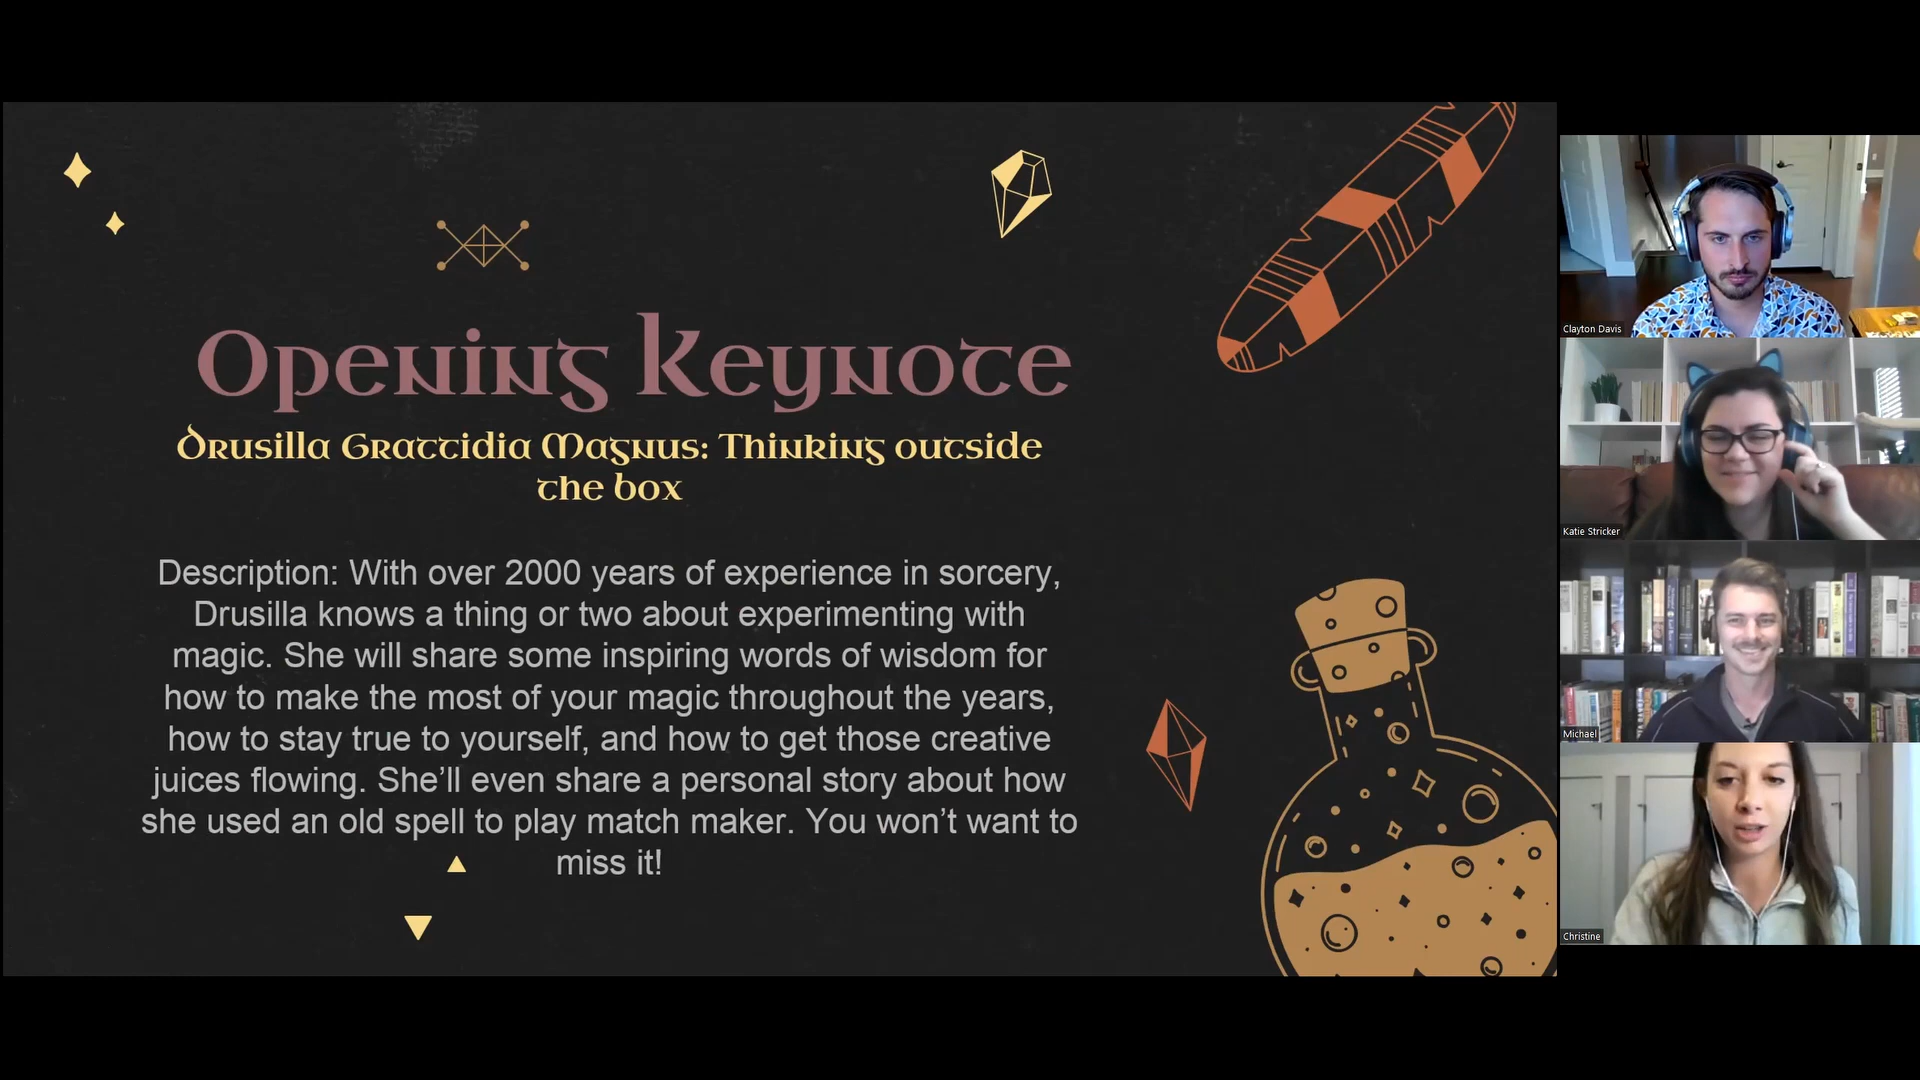 Opening Keynote
Drusilla Grattidia Magnus: Thinking outside
the box
Description: With over 2000 years of experience in sorcery,
Drusilla knows a thing or two about experimenting with
magic. She will share some inspiring words of wisdom for
how to make the most of your magic throughout the years,
how to stay true to yourself, and how to get those creative
juices flowing. She’ll even share a personal story about how
she used an old spell to play match maker. You won’t want to
miss it!
Clayton Davis
Katie Stricker
Michael
Christine